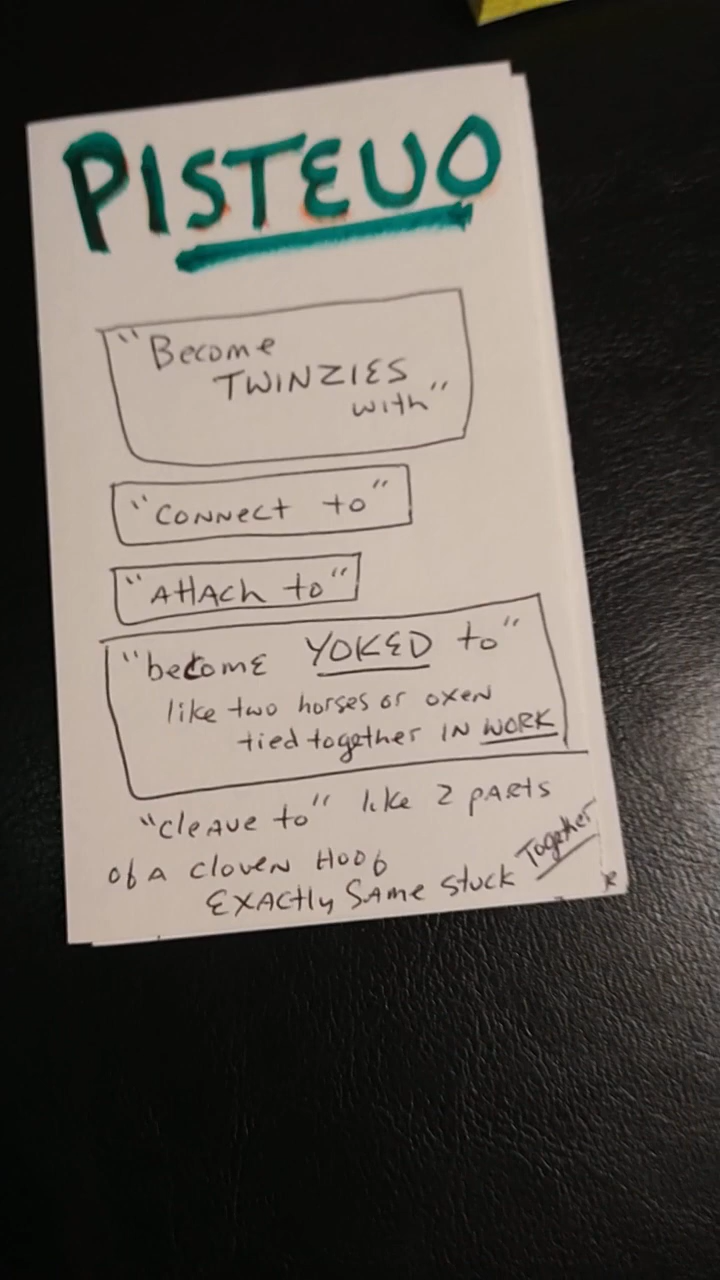 PISTEUO
"Become
TWINZIES
with"
"CONNECT to"
"AttACh to"
"become YOKED to"
like two horses or oxen
tied together IN WORK
"cleave to" like 2 parts
of a cloven Hoof
EXACtly SAme Stuck Together